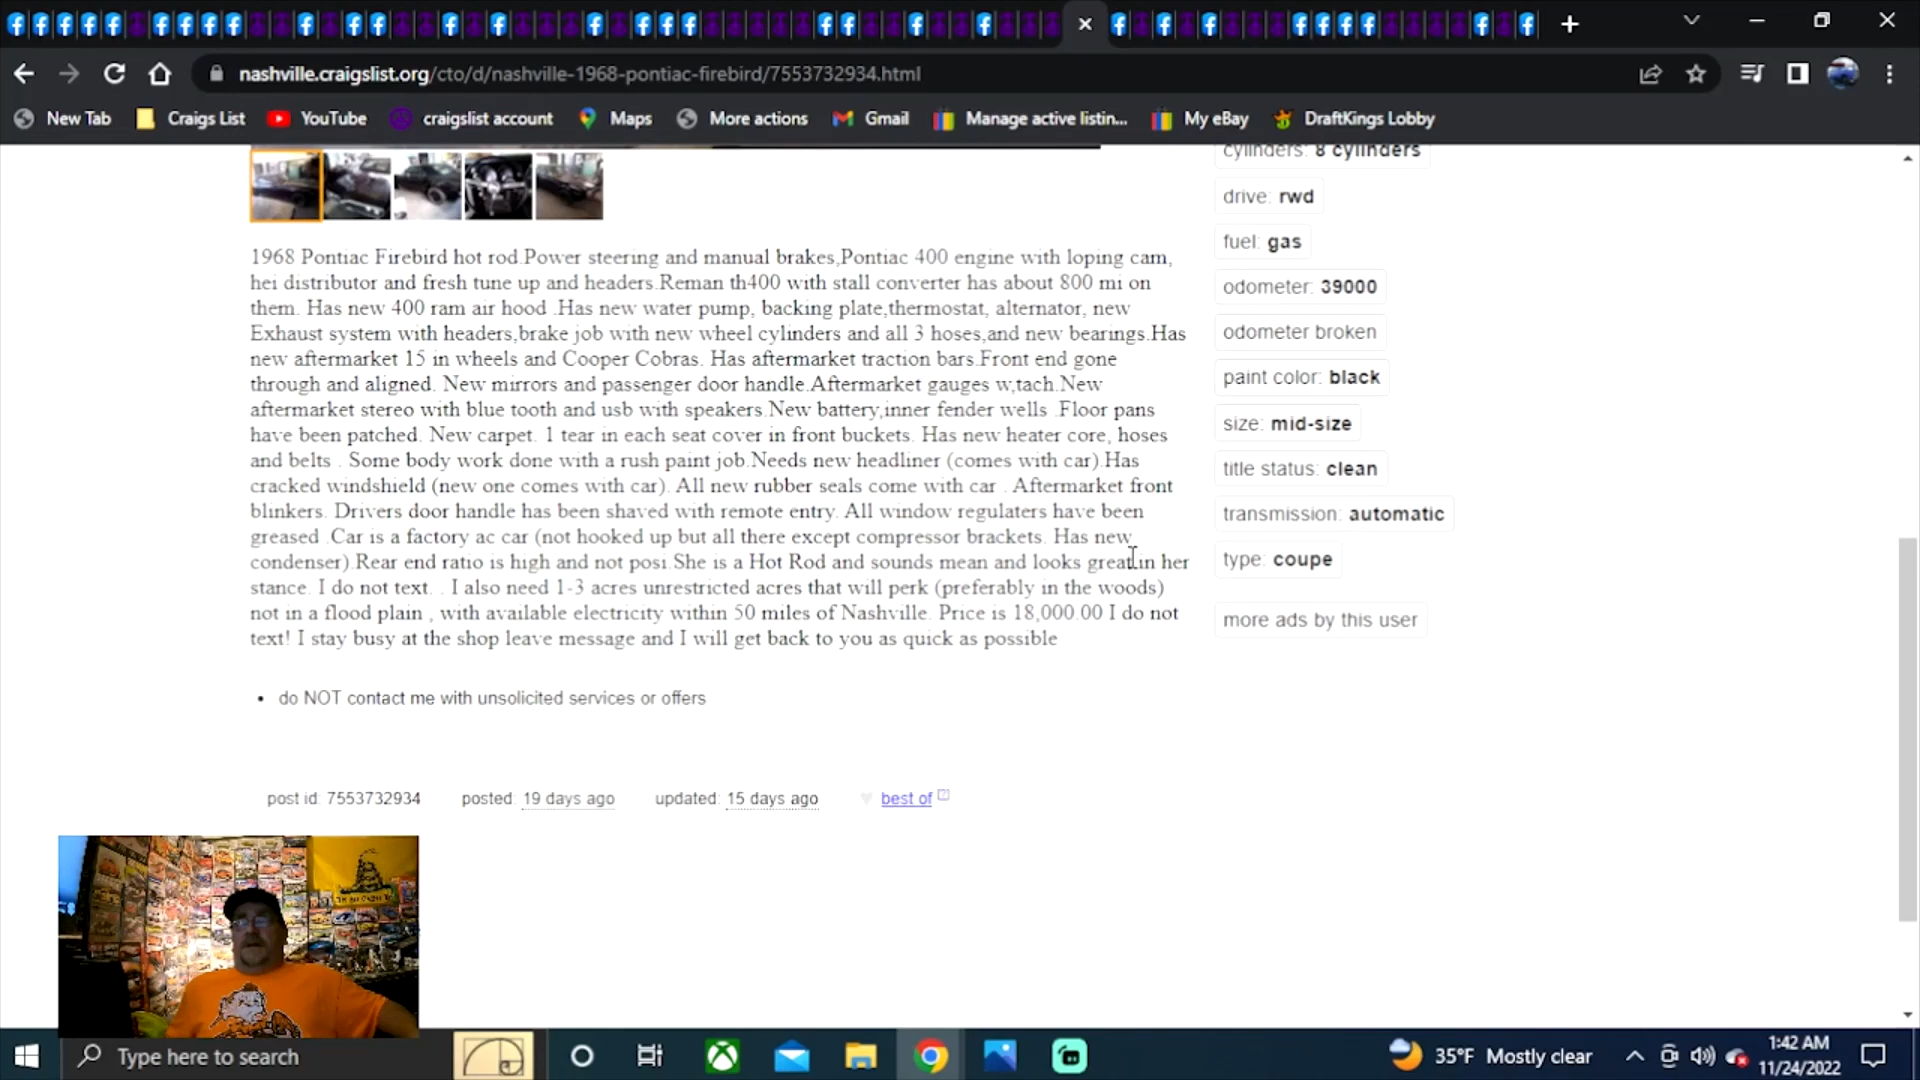 nashville.craigslist.org/cto/d/nashville-1968-pontiac-firebird/7553732934.html
New Tab Craigs List YouTube craigslist account Maps More actions Gmail Manage active listin... My eBay DraftKings Lobby
cylinders: 8 cylinders
drive: rwd
fuel: gas
odometer: 39000
odometer broken
paint color: black
size: mid-size
title status: clean
transmission: automatic
type: coupe
more ads by this user
1968 Pontiac Firebird hot rod.Power steering and manual brakes,Pontiac 400 engine with loping cam,
hei distributor and fresh tune up and headers.Reman th400 with stall converter has about 800 mi on
them. Has new 400 ram air hood .Has new water pump, backing plate,thermostat, alternator, new
Exhaust system with headers,brake job with new wheel cylinders and all 3 hoses,and new bearings.Has
new aftermarket 15 in wheels and Cooper Cobras. Has aftermarket traction bars.Front end gone
through and aligned. New mirrors and passenger door handle.Aftermarket gauges w,tach.New
aftermarket stereo with blue tooth and usb with speakers.New battery,inner fender wells .Floor pans
have been patched. New carpet. 1 tear in each seat cover in front buckets. Has new heater core, hoses
and belts . Some body work done with a rush paint job.Needs new headliner (comes with car).Has
cracked windshield (new one comes with car). All new rubber seals come with car . Aftermarket front
blinkers. Drivers door handle has been shaved with remote entry. All window regulaters have been
greased .Car is a factory ac car (not hooked up but all there except compressor brackets. Has new
condenser).Rear end ratio is high and not posi.She is a Hot Rod and sounds mean and looks great in her
stance. I do not text. . I also need 1-3 acres unrestricted acres that will perk (preferably in the woods)
not in a flood plain , with available electricity within 50 miles of Nashville. Price is 18,000.00 I do not
text! I stay busy at the shop leave message and I will get back to you as quick as possible
• do NOT contact me with unsolicited services or offers
post id: 7553732934 posted: 19 days ago updated: 15 days ago best of [?]
Type here to search
35°F Mostly clear
1:42 AM
11/24/2022